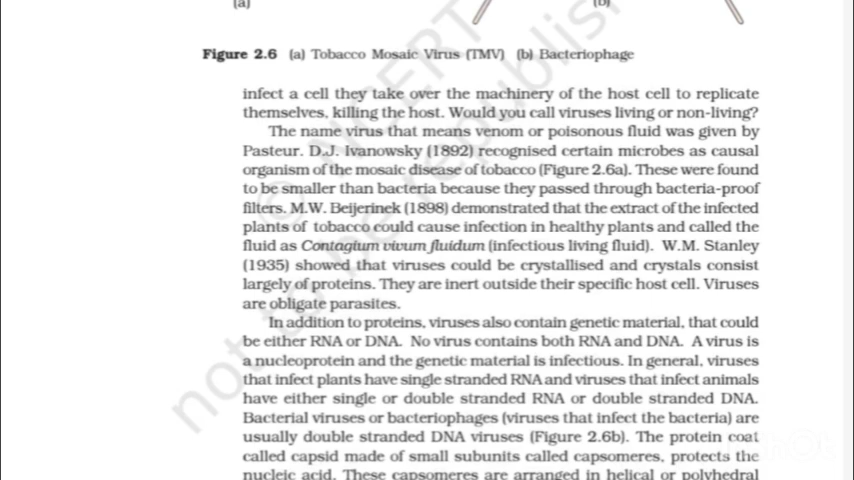 (a)
(b)
Figure 2.6 (a) Tobacco Mosaic Virus (TMV) (b) Bacteriophage
infect a cell they take over the machinery of the host cell to replicate
themselves, killing the host. Would you call viruses living or non-living?
The name virus that means venom or poisonous fluid was given by
Pasteur. D.J. Ivanowsky (1892) recognised certain microbes as causal
organism of the mosaic disease of tobacco (Figure 2.6a). These were found
to be smaller than bacteria because they passed through bacteria-proof
filters. M.W. Beijerinek (1898) demonstrated that the extract of the infected
plants of tobacco could cause infection in healthy plants and called the
fluid as Contagium vivum fluidum (infectious living fluid). W.M. Stanley
(1935) showed that viruses could be crystallised and crystals consist
largely of proteins. They are inert outside their specific host cell. Viruses
are obligate parasites.
In addition to proteins, viruses also contain genetic material, that could
be either RNA or DNA. No virus contains both RNA and DNA. A virus is
a nucleoprotein and the genetic material is infectious. In general, viruses
that infect plants have single stranded RNA and viruses that infect animals
have either single or double stranded RNA or double stranded DNA.
Bacterial viruses or bacteriophages (viruses that infect the bacteria) are
usually double stranded DNA viruses (Figure 2.6b). The protein coat
called capsid made of small subunits called capsomeres, protects the
nucleic acid. These capsomeres are arranged in helical or polyhedral
© NCERT
not to be republish